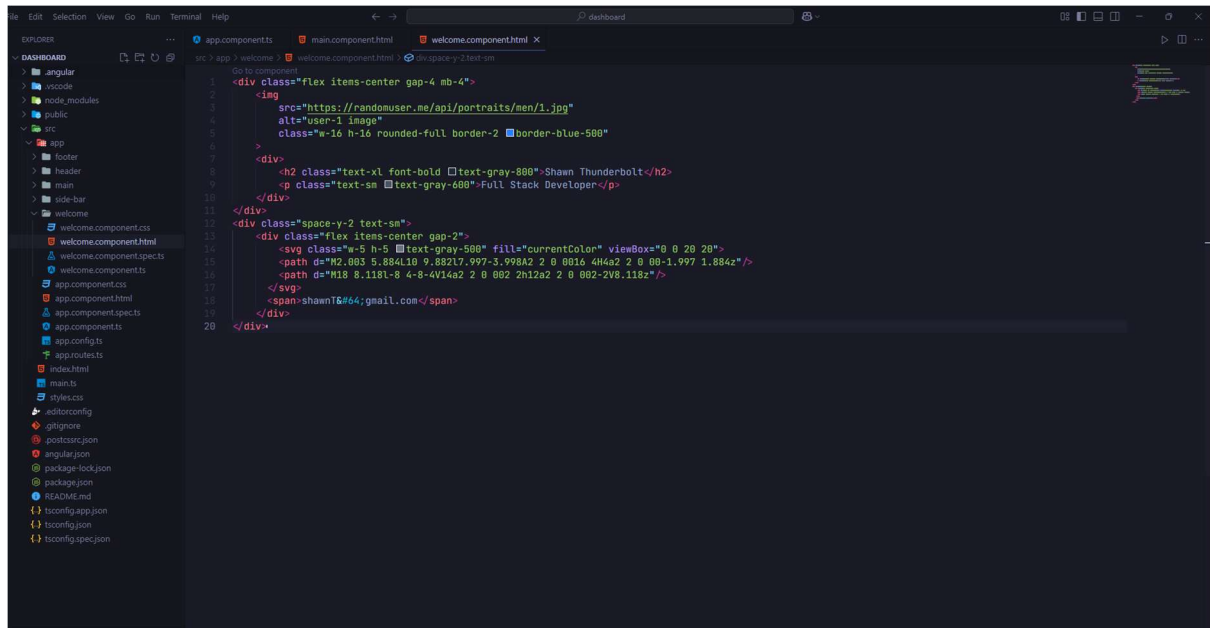 File Edit Selection View Go Run Terminal Help
dashboard
EXPLORER
DASHBOARD
.angular
.vscode
node_modules
public
src
app
footer
header
main
side-bar
welcome
welcome.component.css
welcome.component.html
welcome.component.spec.ts
welcome.component.ts
app.component.css
app.component.html
app.component.spec.ts
app.component.ts
app.config.ts
app.routes.ts
index.html
main.ts
styles.css
.editorconfig
.gitignore
.postcssrc.json
angular.json
package-lock.json
package.json
README.md
tsconfig.app.json
tsconfig.json
tsconfig.spec.json
app.component.ts main.component.html welcome.component.html
src > app > welcome > welcome.component.html > div.space-y-2.text-sm
Go to component
1 <div class="flex items-center gap-4 mb-4">
2 <img
3 src="https://randomuser.me/api/portraits/men/1.jpg"
4 alt="user-1 image"
5 class="w-16 h-16 rounded-full border-2 border-blue-500"
6 >
7 <div>
8 <h2 class="text-xl font-bold text-gray-800">Shawn Thunderbolt</h2>
9 <p class="text-sm text-gray-600">Full Stack Developer</p>
10 </div>
11 </div>
12 <div class="space-y-2 text-sm">
13 <div class="flex items-center gap-2">
14 <svg class="w-5 h-5 text-gray-500" fill="currentColor" viewBox="0 0 20 20">
15 <path d="M2.003 5.884L10 9.882l7.997-3.998A2 2 0 0016 4H4a2 2 0 00-1.997 1.884z"/>
16 <path d="M18 8.118l-8 4-8-4V14a2 2 0 002 2h12a2 2 0 002-2V8.118z"/>
17 </svg>
18 <span>shawnT&#64;gmail.com</span>
19 </div>
20 </div>